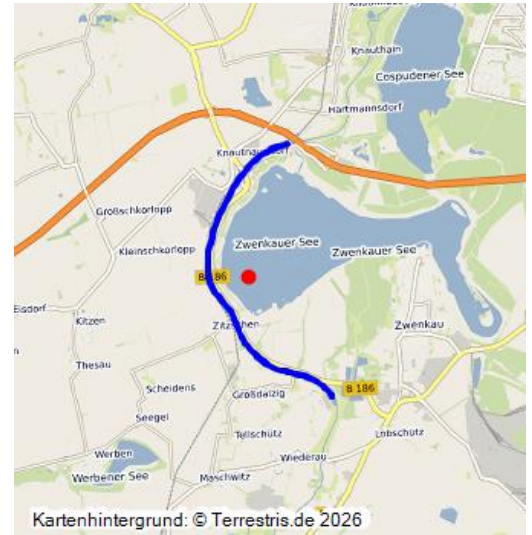 Knauthain
Cospudener See
Hartmannsdorf
Knautnaundorf
Großschkorlopp
Zwenkauer See
Zwenkauer See
Kleinschkorlopp
B 186
Eisdorf
Kitzen
Zitzschen
Zwenkau
Thesau
Scheidens
Großdalzig
B 186
Seegel
Tellschütz
Löbschütz
Werben
Wiederau
Werbener See
Maschwitz
Kartenhintergrund: © Terrestris.de 2026